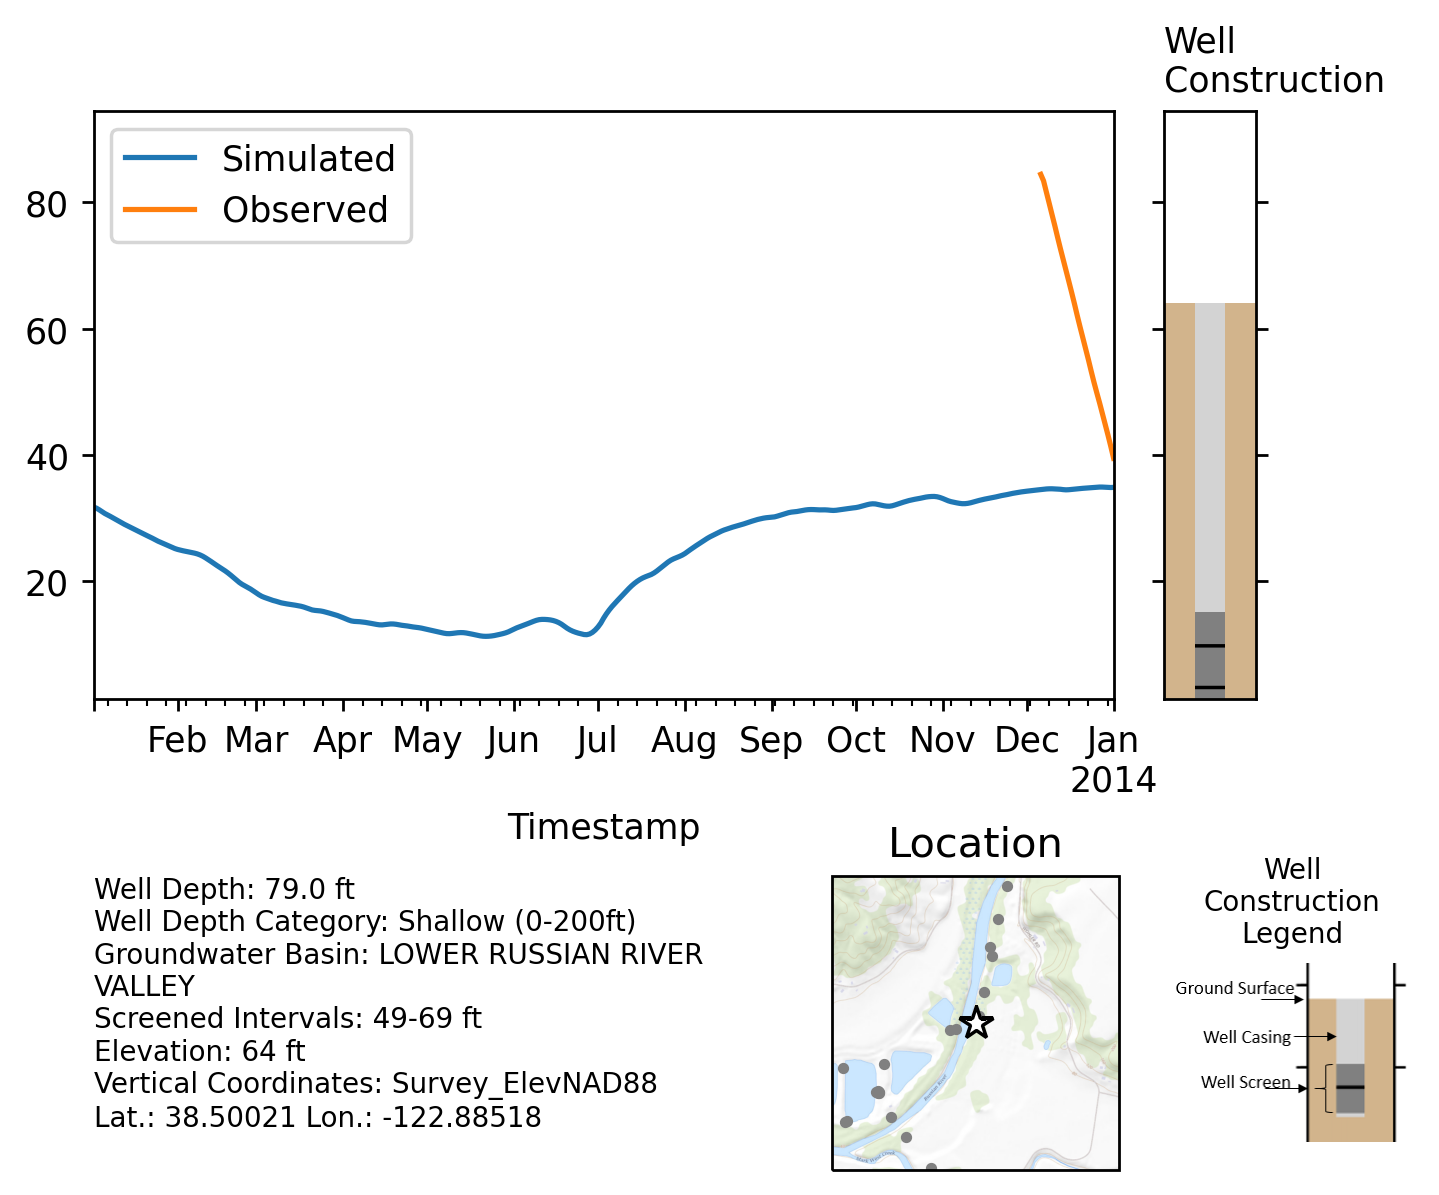 Well
Construction
Simulated
Observed
80
60
40
20
Feb Mar Apr May Jun Jul Aug Sep Oct Nov Dec Jan
2014
Timestamp
Well Depth: 79.0 ft
Well Depth Category: Shallow (0-200ft)
Groundwater Basin: LOWER RUSSIAN RIVER
VALLEY
Screened Intervals: 49-69 ft
Elevation: 64 ft
Vertical Coordinates: Survey_ElevNAD88
Lat.: 38.50021 Lon.: -122.88518
Location
Well
Construction
Legend
Ground Surface
Well Casing
Well Screen